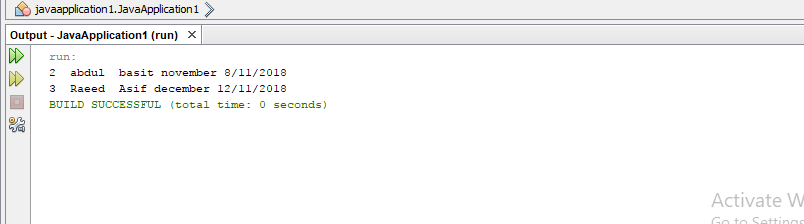 javaapplication1.JavaApplication1
Output - JavaApplication1 (run)
run:
2  abdul  basit november 8/11/2018
3  Raeed  Asif december 12/11/2018
BUILD SUCCESSFUL (total time: 0 seconds)
Activate W
Go to Settings